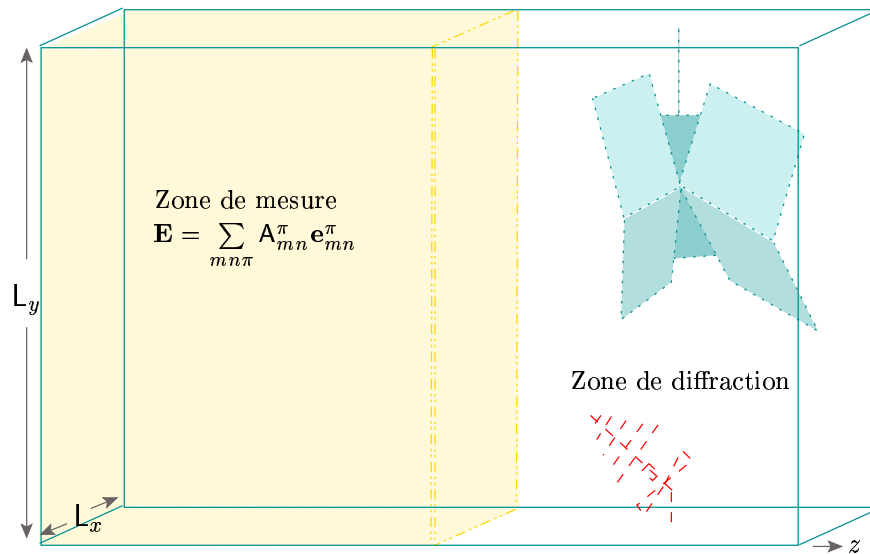 Zone de mesure
𝐄 = ∑ A^π_{mn} 𝐞^π_{mn}
mnπ
L_y
Zone de diffraction
L_x
z